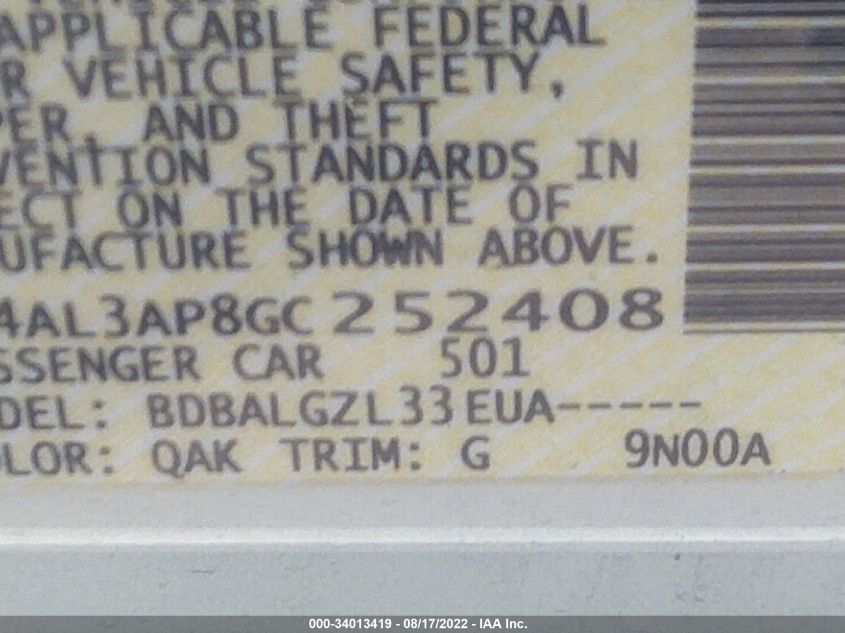 APPLICABLE FEDERAL
R VEHICLE SAFETY,
PER, AND THEFT
VENTION STANDARDS IN
ECT ON THE DATE OF
UFACTURE SHOWN ABOVE.
4AL3AP8GC252408
SSENGER CAR 501
DEL: BDBALGZL33EUA-----
OLOR: QAK TRIM: G 9N00A
000-34013419 - 08/17/2022 - IAA Inc.